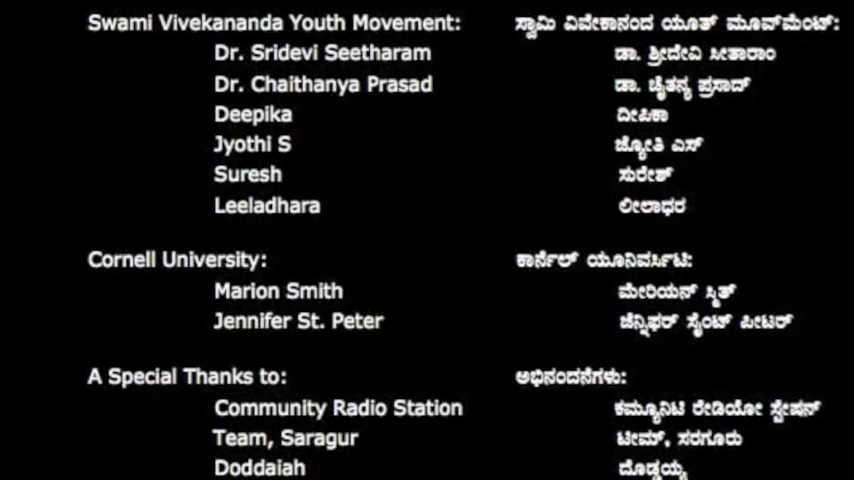 Swami Vivekananda Youth Movement: ಸ್ವಾಮಿ ವಿವೇಕಾನಂದ ಯೂತ್ ಮೂವ್‌ಮೆಂಟ್:
Dr. Sridevi Seetharam ಡಾ. ಶ್ರೀದೇವಿ ಸೀತಾರಾಂ
Dr. Chaithanya Prasad ಡಾ. ಚೈತನ್ಯ ಪ್ರಸಾದ್
Deepika ದೀಪಿಕಾ
Jyothi S ಜ್ಯೋತಿ ಎಸ್
Suresh ಸುರೇಶ್
Leeladhara ಲೀಲಾಧರ
Cornell University: ಕಾರ್ನೆಲ್ ಯೂನಿವರ್ಸಿಟಿ:
Marion Smith ಮೇರಿಯನ್ ಸ್ಮಿತ್
Jennifer St. Peter ಜೆನ್ನಿಫರ್ ಸೈಂಟ್ ಪೀಟರ್
A Special Thanks to: ಅಭಿನಂದನೆಗಳು:
Community Radio Station ಕಮ್ಯೂನಿಟಿ ರೇಡಿಯೋ ಸ್ಟೇಷನ್
Team, Saragur ಟೀಮ್, ಸರಗೂರು
Doddaiah ದೊಡ್ಡಯ್ಯ